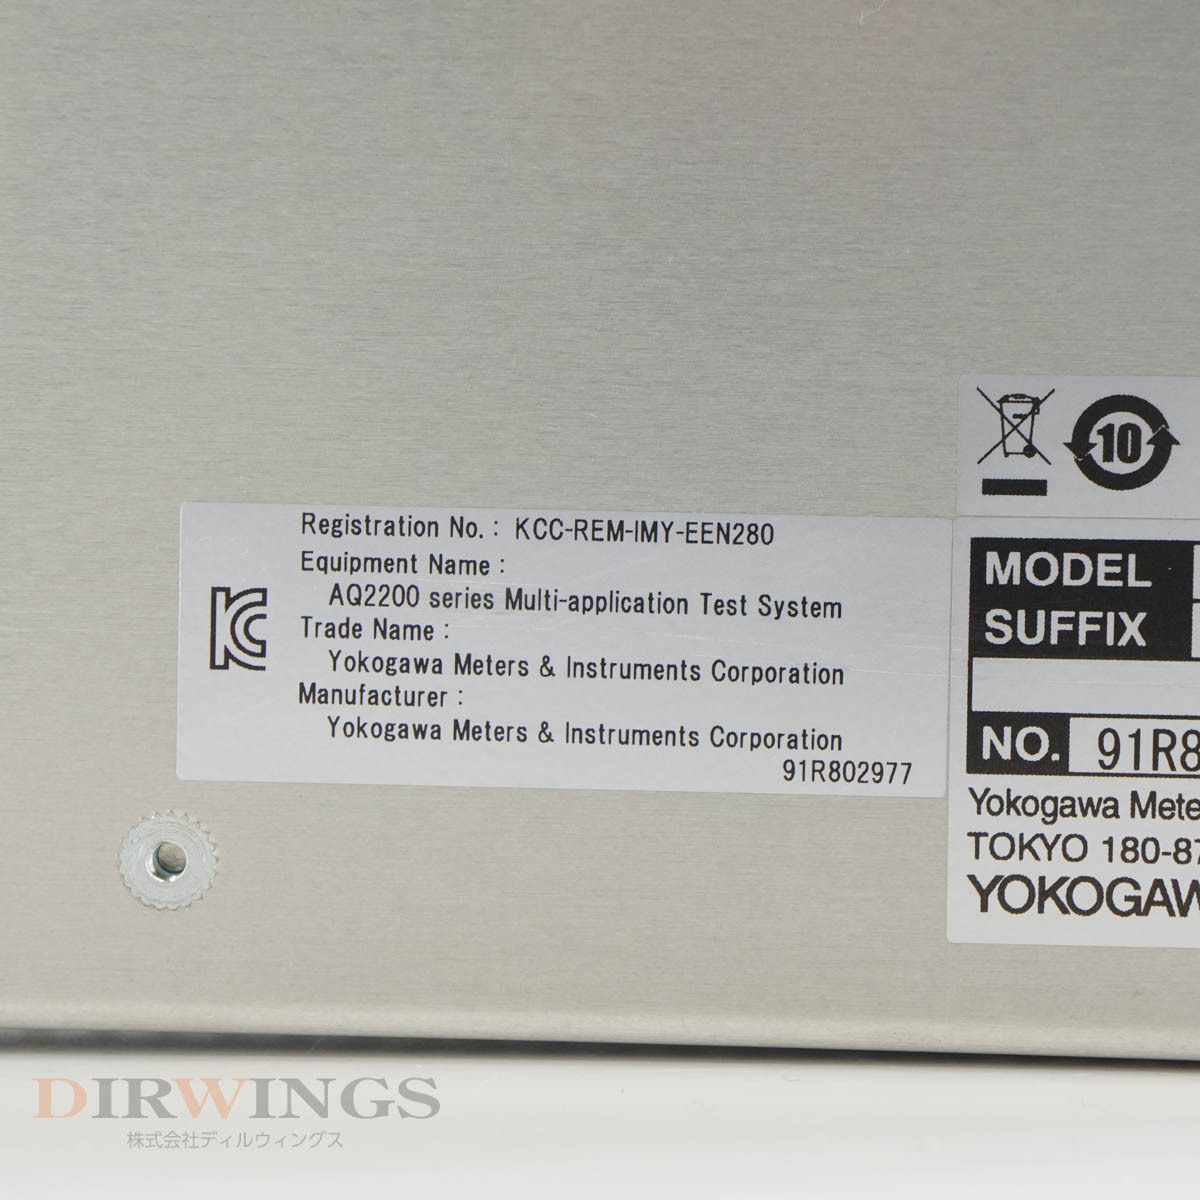 Registration No. : KCC-REM-IMY-EEN280
Equipment Name :
AQ2200 series Multi-application Test System
Trade Name :
Yokogawa Meters & Instruments Corporation
Manufacturer :
Yokogawa Meters & Instruments Corporation
91R802977
10
MODEL
SUFFIX
NO. 91R8
Yokogawa Mete
TOKYO 180-87
YOKOGAW
DIRWINGS
株式会社ディルウィングス